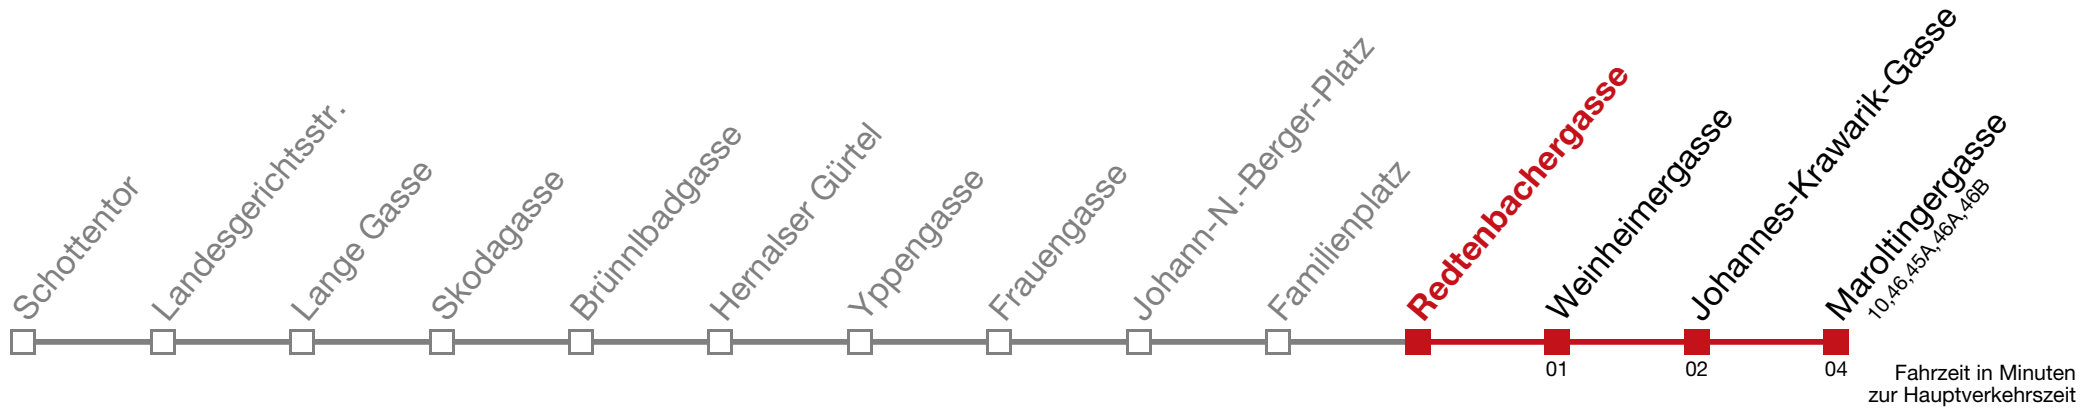 Schottentor
Landesgerichtsstr.
Lange Gasse
Skodagasse
Brünnlbadgasse
Hernalser Gürtel
Yppengasse
Frauengasse
Johann-N.-Berger-Platz
Familienplatz
Redtenbachergasse
Weinheimergasse
Johannes-Krawarik-Gasse
Maroltingergasse
10,46,45A,46A,46B
01
02
04
Fahrzeit in Minuten
zur Hauptverkehrszeit